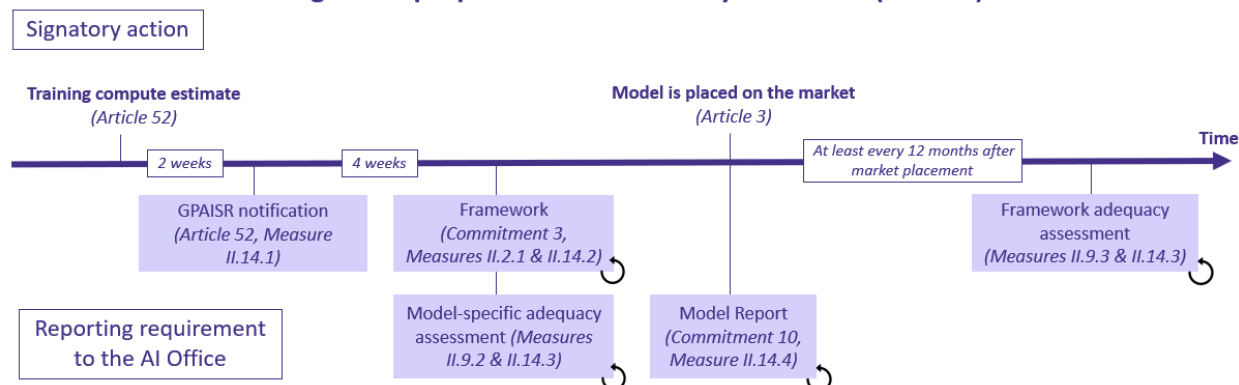 Signatory action
Training compute estimate
(Article 52)
Model is placed on the market
(Article 3)
Time
2 weeks
4 weeks
At least every 12 months after
market placement
GPAISR notification
(Article 52, Measure
II.14.1)
Framework
(Commitment 3,
Measures II.2.1 & II.14.2)
Framework adequacy
assessment
(Measures II.9.3 & II.14.3)
Reporting requirement
to the AI Office
Model-specific adequacy
assessment (Measures
II.9.2 & II.14.3)
Model Report
(Commitment 10,
Measure II.14.4)